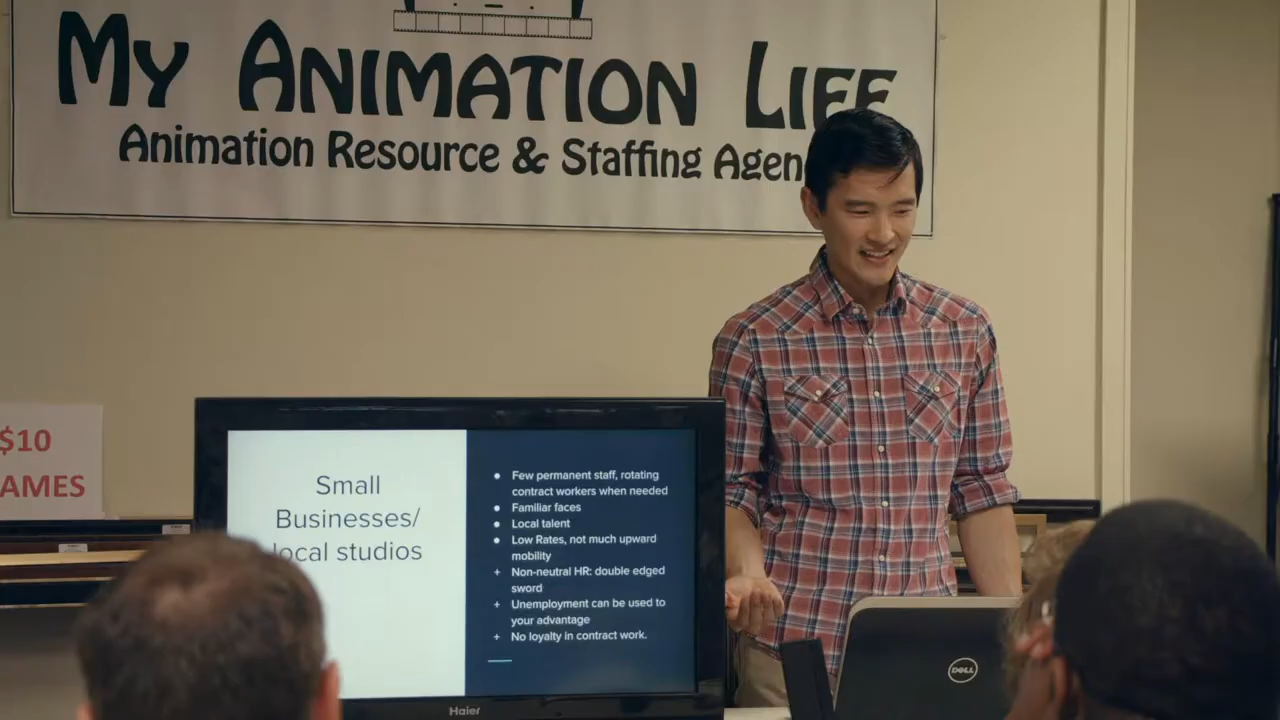 My Animation Life
Animation Resource & Staffing Agen
$10
AMES
Small
Businesses/
local studios
● Few permanent staff, rotating
contract workers when needed
● Familiar faces
● Local talent
● Low Rates, not much upward
mobility
+ Non-neutral HR: double edged
sword
+ Unemployment can be used to
your advantage
+ No loyalty in contract work.
Haier
DELL